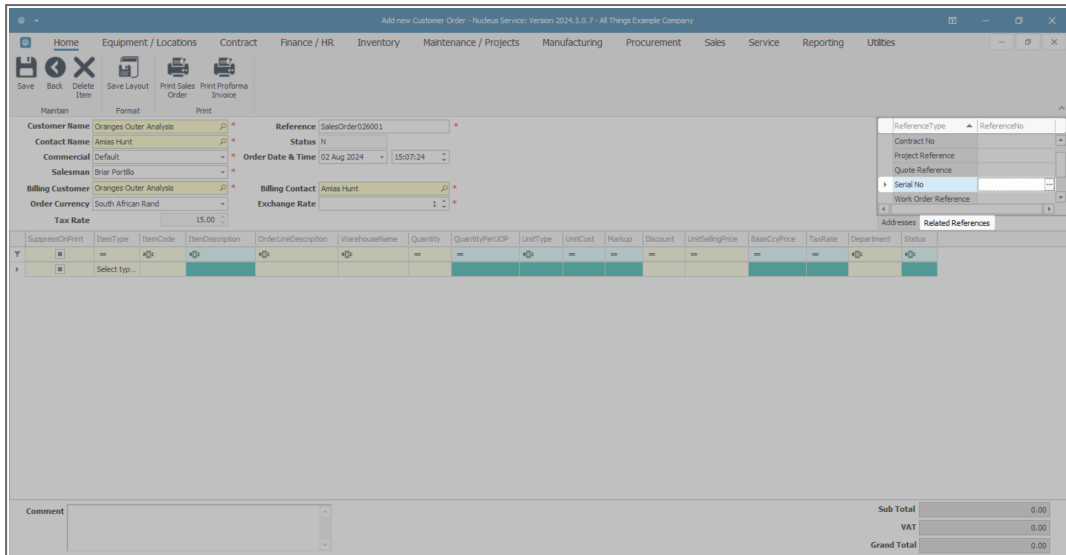 Add new Customer Order - Nucleus Service: Version 2024.5.0.7 - All Things Example Company
Home Equipment / Locations Contract Finance / HR Inventory Maintenance / Projects Manufacturing Procurement Sales Service Reporting Utilities
Save Back Delete Item Save Layout Print Sales Order Print Proforma Invoice
Maintain Format Print
Customer Name Oranges Outer Analysis * Reference SalesOrder026001 *
Contact Name Amias Hunt * Status N
Commercial Default * Order Date & Time 02 Aug 2024 15:07:24
Salesman Briar Portillo *
Billing Customer Oranges Outer Analysis * Billing Contact Amias Hunt *
Order Currency South African Rand Exchange Rate 1 *
Tax Rate 15.00
ReferenceType ReferenceNo
Contract No
Project Reference
Quote Reference
Serial No ...
Work Order Reference
Addresses Related References
SuppressOnPrint ItemType ItemCode ItemDescription OrderLineDescription WarehouseName Quantity QuantityPerUOP UnitType UnitCost Markup Discount UnitSellingPrice BaseCcyPrice TaxRate Department Status
Select typ...
Comment
Sub Total 0.00
VAT 0.00
Grand Total 0.00